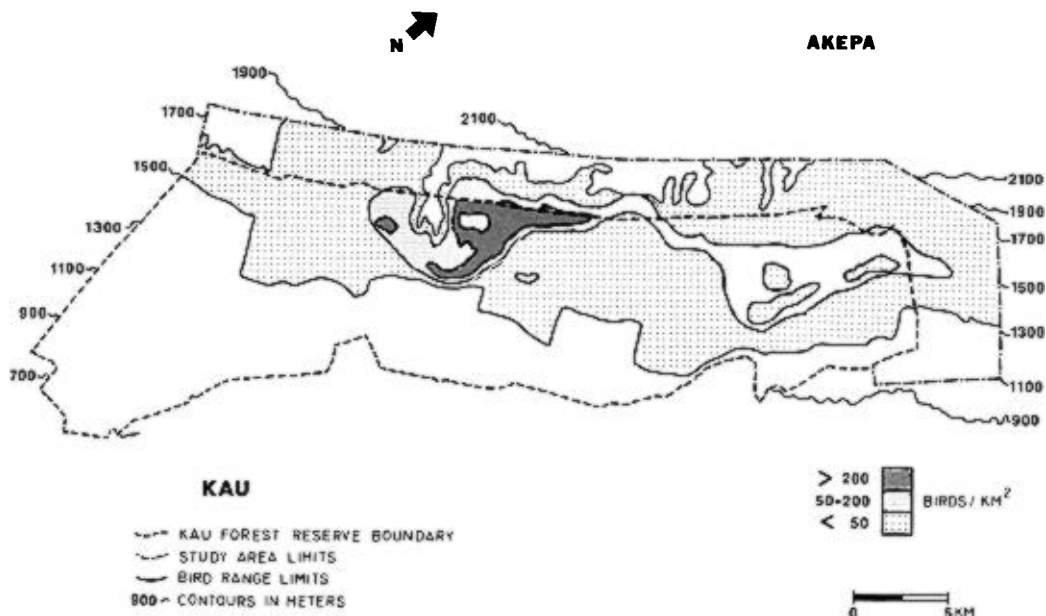 N
AKEPA
1900
1700
2100
1500
1300
1100
900
700
2100
1900
1700
1500
1300
1100
900
KAU
KAU FOREST RESERVE BOUNDARY
STUDY AREA LIMITS
BIRD RANGE LIMITS
900 CONTOURS IN METERS
> 200
50-200 BIRDS / KM²
< 50
0 5KM